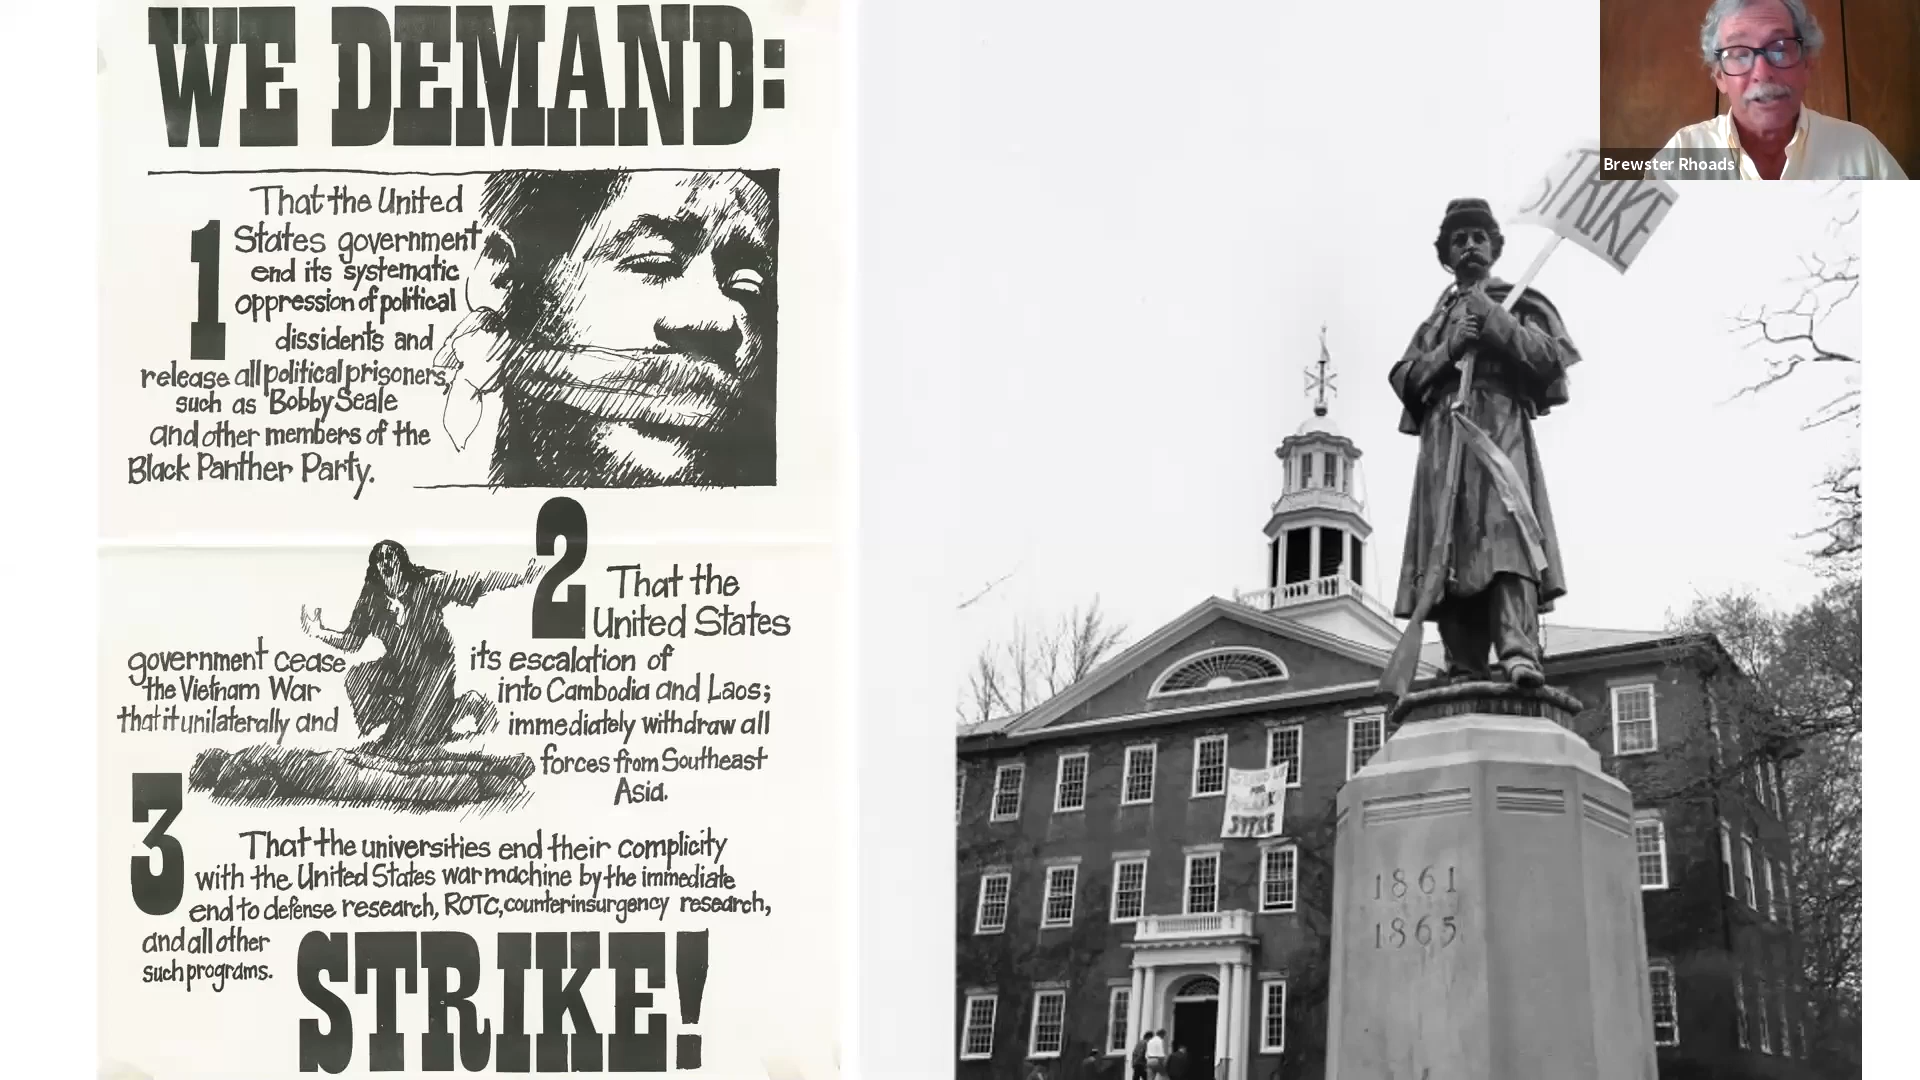 WE DEMAND:
1
That the United
States government
end its systematic
oppression of political
dissidents and
release all political prisoners,
such as Bobby Seale
and other members of the
Black Panther Party.
2
That the
United States
government cease its escalation of
the Vietnam War into Cambodia and Laos;
that it unilaterally and immediately withdraw all
forces from Southeast
Asia.
3
That the universities end their complicity
with the United States war machine by the immediate
end to defense research, ROTC, counterinsurgency research,
and all other
such programs.
STRIKE!
Brewster Rhoads
STRIKE
FOR
1861
1865